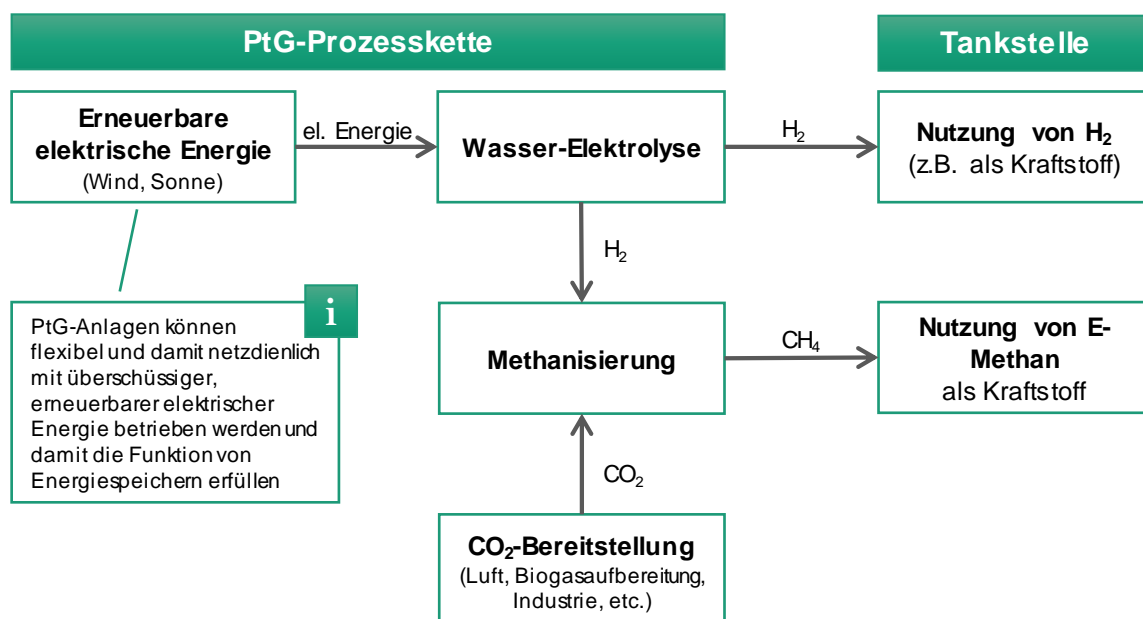 PtG-Prozesskette
Tankstelle
Erneuerbare
elektrische Energie
(Wind, Sonne)
el. Energie
Wasser-Elektrolyse
H₂
Nutzung von H₂
(z.B. als Kraftstoff)
H₂
i
PtG-Anlagen können
flexibel und damit netzdienlich
mit überschüssiger,
erneuerbarer elektrischer
Energie betrieben werden und
damit die Funktion von
Energiespeichern erfüllen
Methanisierung
CH₄
Nutzung von E-
Methan
als Kraftstoff
CO₂
CO₂-Bereitstellung
(Luft, Biogasaufbereitung,
Industrie, etc.)